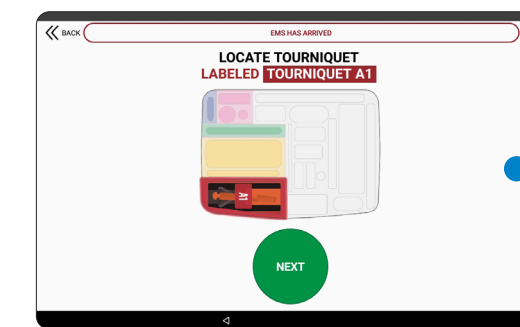 BACK
EMS HAS ARRIVED
LOCATE TOURNIQUET
LABELED TOURNIQUET A1
A1
NEXT